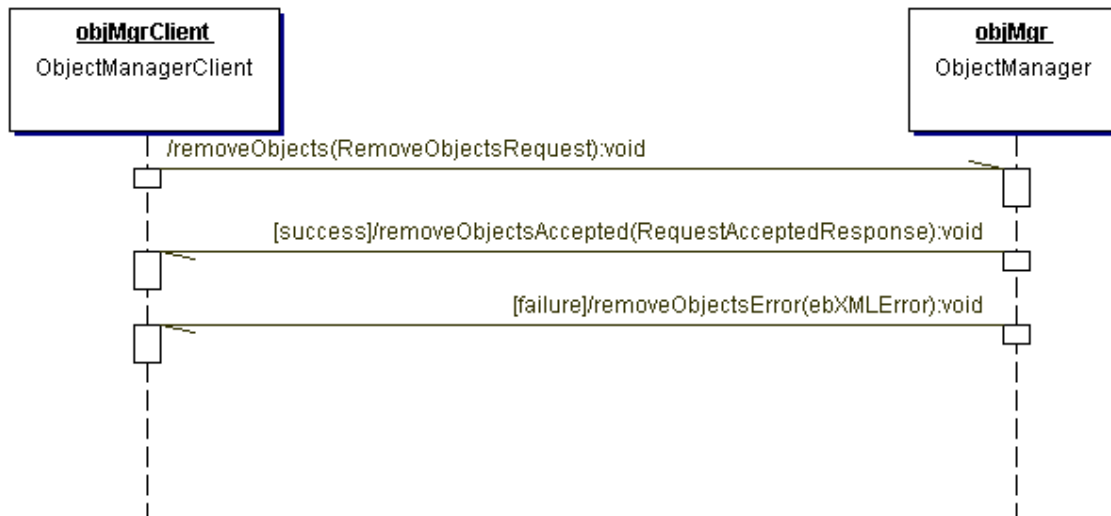 objMgrClient
ObjectManagerClient
objMgr
ObjectManager
/removeObjects(RemoveObjectsRequest):void
[success]/removeObjectsAccepted(RequestAcceptedResponse):void
[failure]/removeObjectsError(ebXMLError):void